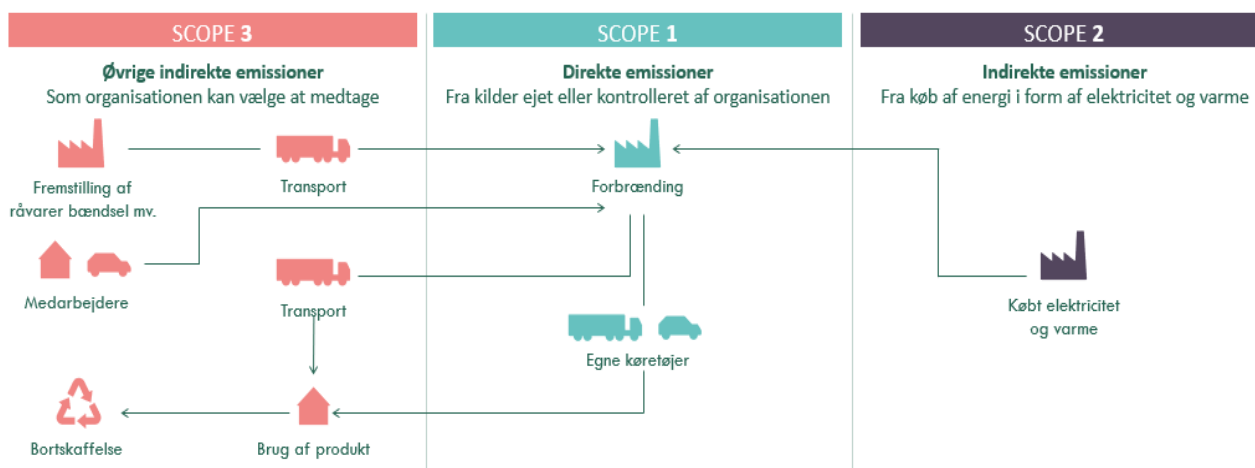 SCOPE 3
Øvrige indirekte emissioner
Som organisationen kan vælge at medtage
Fremstilling af
råvarer bændsel mv.
Transport
Medarbejdere
Transport
Bortskaffelse
Brug af produkt
SCOPE 1
Direkte emissioner
Fra kilder ejet eller kontrolleret af organisationen
Forbrænding
Egne køretøjer
SCOPE 2
Indirekte emissioner
Fra køb af energi i form af elektricitet og varme
Købt elektricitet
og varme